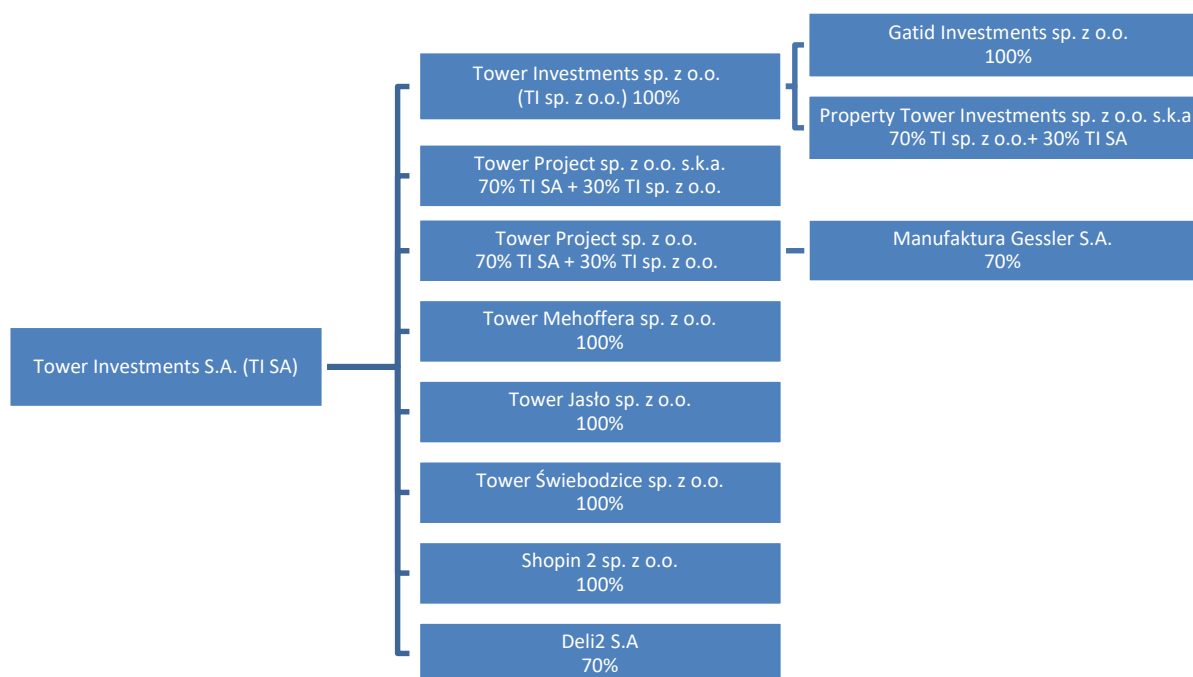 Tower Investments S.A. (TI SA)
Tower Investments sp. z o.o.
(TI sp. z o.o.) 100%
Gatid Investments sp. z o.o.
100%
Property Tower Investments sp. z o.o. s.k.a
70% TI sp. z o.o.+ 30% TI SA
Tower Project sp. z o.o. s.k.a.
70% TI SA + 30% TI sp. z o.o.
Tower Project sp. z o.o.
70% TI SA + 30% TI sp. z o.o.
Manufaktura Gessler S.A.
70%
Tower Mehoffera sp. z o.o.
100%
Tower Jasło sp. z o.o.
100%
Tower Świebodzice sp. z o.o.
100%
Shopin 2 sp. z o.o.
100%
Deli2 S.A
70%